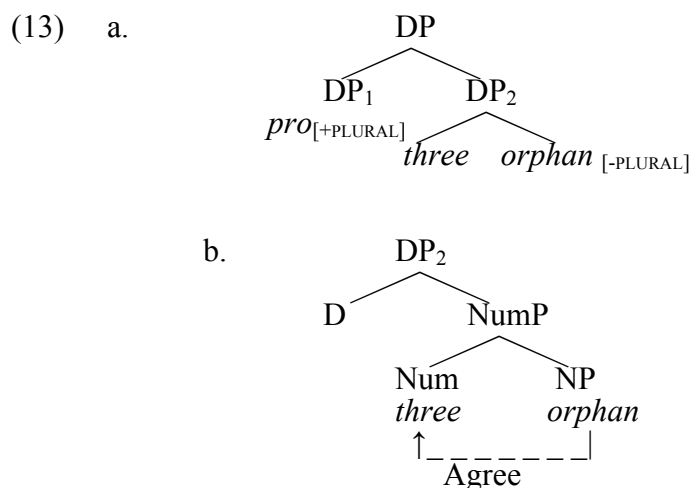 (13) a. DP
DP₁ DP₂
pro[+PLURAL]
three orphan [-PLURAL]
b. DP₂
D NumP
Num NP
three orphan
↑_ _ _ _ _ _ _|
Agree